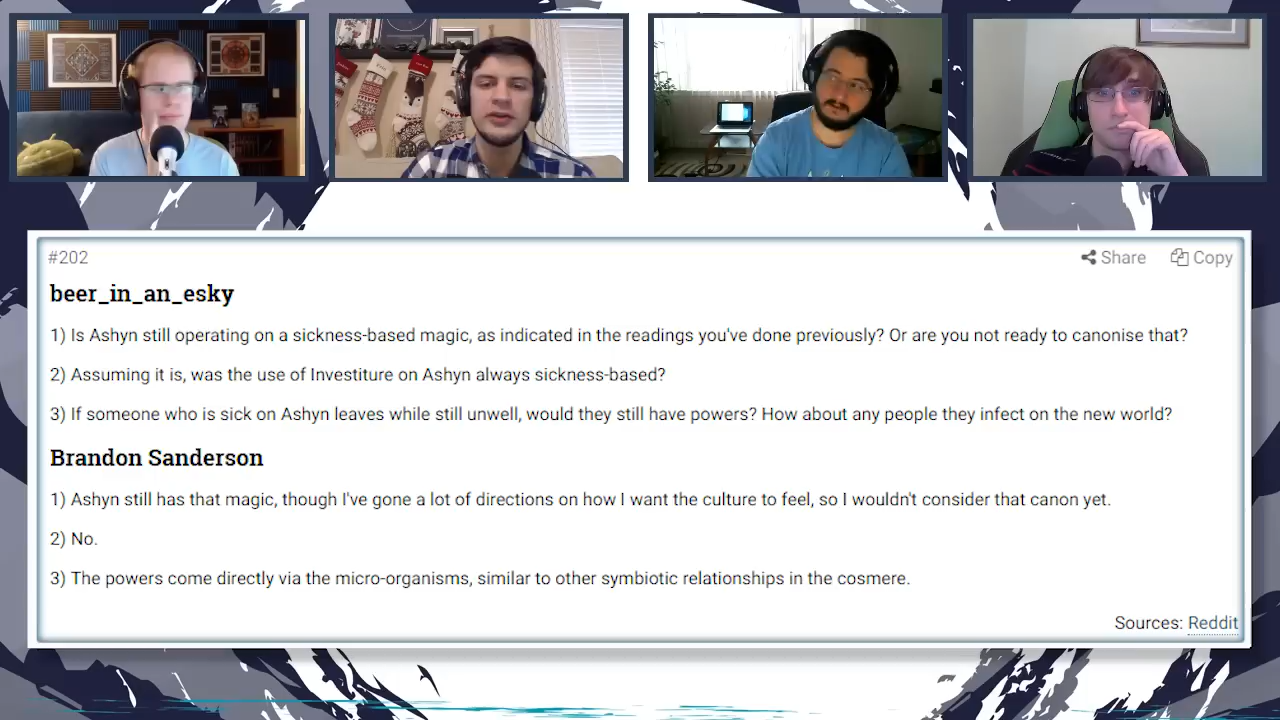 #202
Share
Copy
beer_in_an_esky
1) Is Ashyn still operating on a sickness-based magic, as indicated in the readings you've done previously? Or are you not ready to canonise that?
2) Assuming it is, was the use of Investiture on Ashyn always sickness-based?
3) If someone who is sick on Ashyn leaves while still unwell, would they still have powers? How about any people they infect on the new world?
Brandon Sanderson
1) Ashyn still has that magic, though I've gone a lot of directions on how I want the culture to feel, so I wouldn't consider that canon yet.
2) No.
3) The powers come directly via the micro-organisms, similar to other symbiotic relationships in the cosmere.
Sources: Reddit